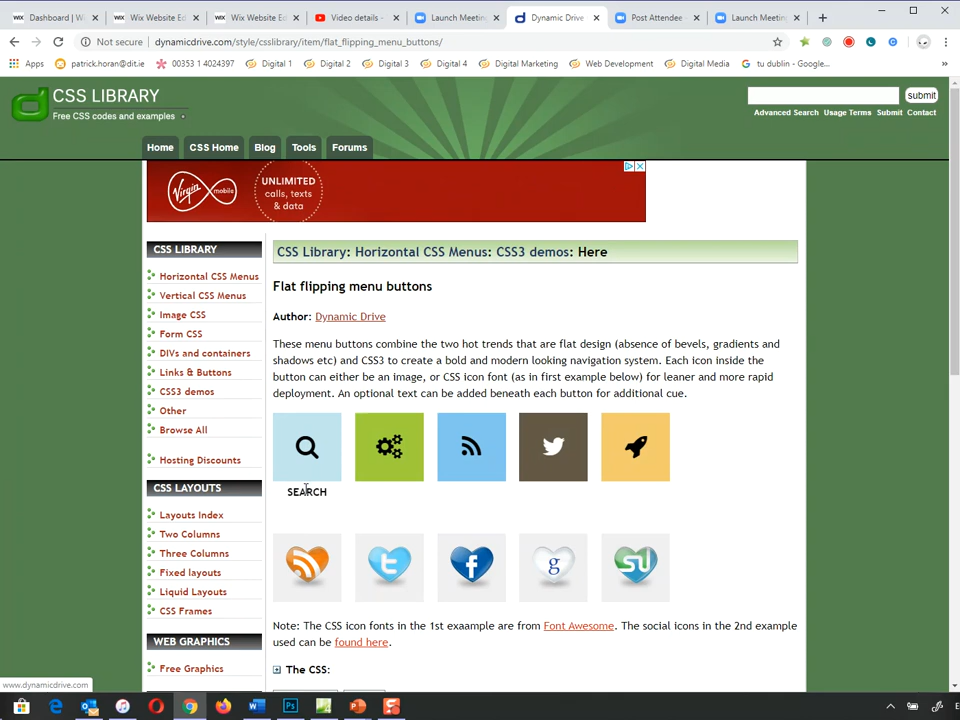 Dashboard | W
Wix Website Ed
Wix Website Ed
Video details -
Launch Meetin
Dynamic Drive
Post Attendee
Launch Meetin
Not secure | dynamicdrive.com/style/csslibrary/item/flat_flipping_menu_buttons/
Apps
patrick.horan@dit.ie
00353 1 4024397
Digital 1
Digital 2
Digital 3
Digital 4
Digital Marketing
Web Development
Digital Media
tu dublin - Google...
CSS LIBRARY
Free CSS codes and examples
submit
Advanced Search Usage Terms Submit Contact
Home CSS Home Blog Tools Forums
Virgin mobile
UNLIMITED
calls, texts
& data
CSS LIBRARY
Horizontal CSS Menus
Vertical CSS Menus
Image CSS
Form CSS
DIVs and containers
Links & Buttons
CSS3 demos
Other
Browse All
Hosting Discounts
CSS LAYOUTS
Layouts Index
Two Columns
Three Columns
Fixed layouts
Liquid Layouts
CSS Frames
WEB GRAPHICS
Free Graphics
CSS Library: Horizontal CSS Menus: CSS3 demos: Here
Flat flipping menu buttons
Author: Dynamic Drive
These menu buttons combine the two hot trends that are flat design (absence of bevels, gradients and
shadows etc) and CSS3 to create a bold and modern looking navigation system. Each icon inside the
button can either be an image, or CSS icon font (as in first example below) for leaner and more rapid
deployment. An optional text can be added beneath each button for additional cue.
SEARCH
Note: The CSS icon fonts in the 1st exaample are from Font Awesome. The social icons in the 2nd example
used can be found here.
The CSS:
www.dynamicdrive.com